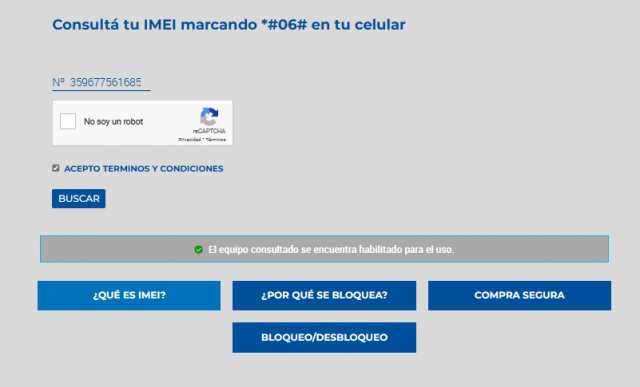 Consultá tu IMEI marcando *#06# en tu celular
Nº 359677561685
No soy un robot
reCAPTCHA
Privacidad - Términos
ACEPTO TERMINOS Y CONDICIONES
BUSCAR
El equipo consultado se encuentra habilitado para el uso.
¿QUÉ ES IMEI?
¿POR QUÉ SE BLOQUEA?
COMPRA SEGURA
BLOQUEO/DESBLOQUEO